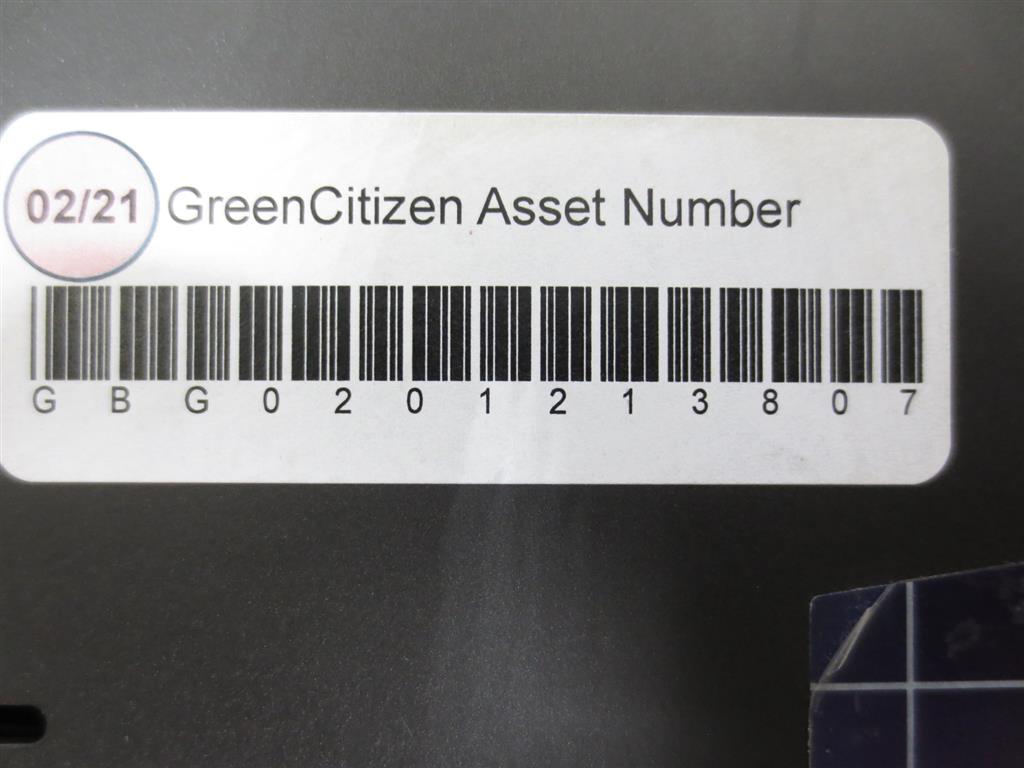 02/21 GreenCitizen Asset Number
G B G 0 2 0 1 2 1 3 8 0 7